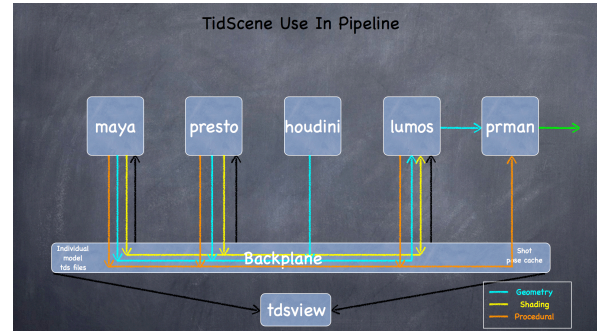 TidScene Use In Pipeline
maya
presto
houdini
lumos
prman
Individual
model
tds files
Backplane
Shot
pose cache
tdsview
Geometry
Shading
Procedural